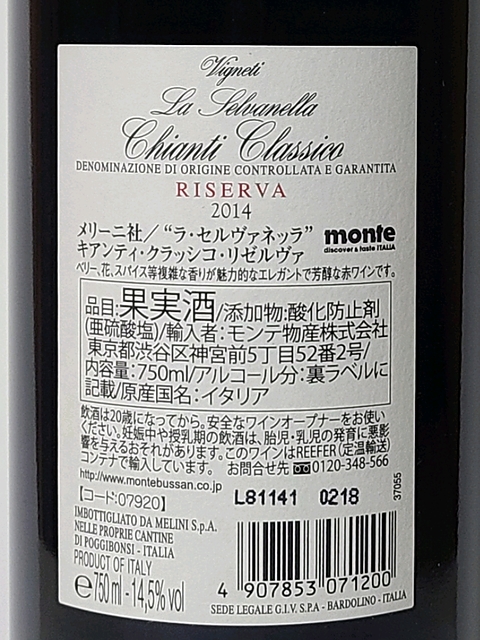 Vigneti
La Selvanella
Chianti Classico
DENOMINAZIONE DI ORIGINE CONTROLLATA E GARANTITA
RISERVA
2014
メリーニ社／“ラ・セルヴァネッラ”
キアンティ・クラッシコ・リゼルヴァ
monte
discover & taste ITALIA
ベリー、花、スパイス等複雑な香りが魅力的なエレガントで芳醇な赤ワインです。
品目:果実酒/添加物:酸化防止剤
(亜硫酸塩)/輸入者:モンテ物産株式会社
東京都渋谷区神宮前5丁目52番2号/
内容量:750ml/アルコール分:裏ラベルに
記載/原産国名:イタリア
飲酒は20歳になってから。安全なワインオープナーをお使い
ください。妊娠中や授乳期の飲酒は、胎児・乳児の発育に悪影
響を与えるおそれがあります。このワインはREEFER(定温輸送)
コンテナで輸入しています。 お問合せ先 0120-348-566
http://www.montebussan.co.jp
L81141 0218
37055
【コード:07920】
IMBOTTIGLIATO DA MELINI S.p.A.
NELLE PROPRIE CANTINE
DI POGGIBONSI - ITALIA
PRODUCT OF ITALY
℮750 ml - 14,5% vol
4 907853 071200
SEDE LEGALE G.I.V. S.P.A - BARDOLINO - ITALIA